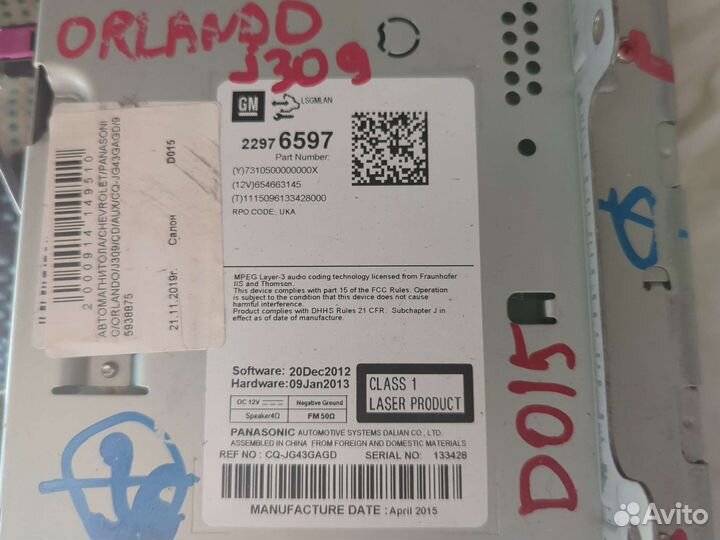 ORLANDO
J309
GM
LSGMLAN
22976597
Part Number:
(Y)7310500000000X
(12V)654663145
(T)1115096133428000
RPO CODE: UKA
MPEG Layer-3 audio coding technology licensed from Fraunhofer
IIS and Thomson.
This device complies with part 15 of the FCC Rules. Operation
is subject to the condition that this device does not cause
harmful interference.
Product complies with DHHS Rules 21 CFR. Subchapter J in
effect as of date of manufacture.
Software: 20Dec2012
Hardware: 09Jan2013
DC 12V
Negative Ground
Speaker4Ω
FM 50Ω
CLASS 1
LASER PRODUCT
PANASONIC AUTOMOTIVE SYSTEMS DALIAN CO., LTD.
ASSEMBLED IN CHINA FROM FOREIGN AND DOMESTIC MATERIALS
REF NO : CQ-JG43GAGD SERIAL NO: 133428
MANUFACTURE DATE : April 2015
2 000914 149510
АВТОМАГНИТОЛА/CHEVROLET/PANASONI
C/ORLANDO/J309/CD/AUX/CQ-JG43GAGD/9
5938875
21.11.2019г. Салон D015
D015
Avito